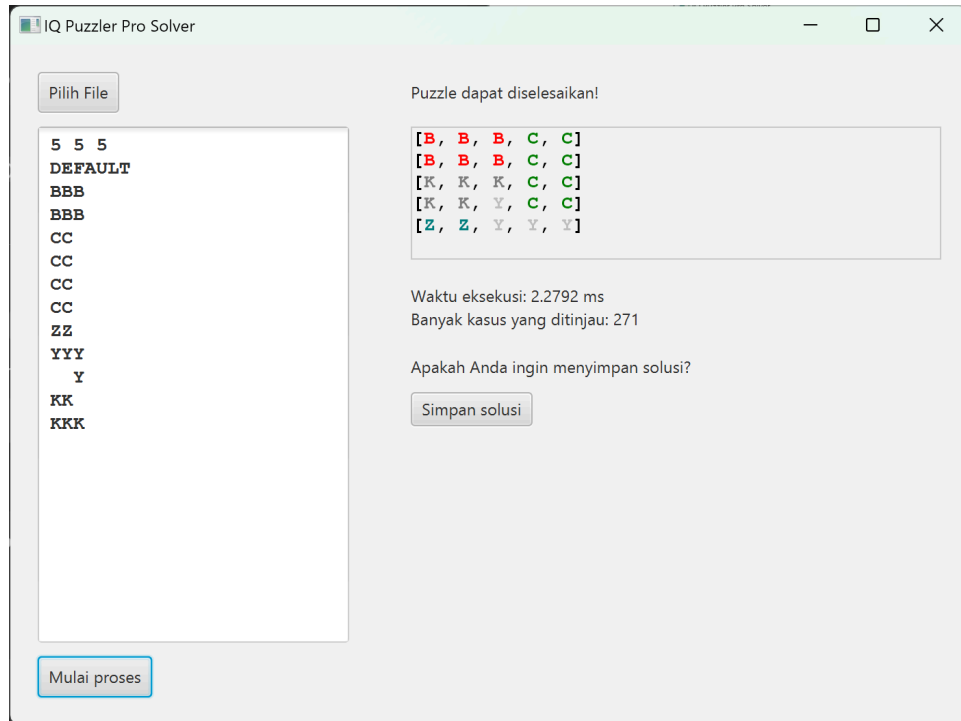 IQ Puzzler Pro Solver
Pilih File
5 5 5
DEFAULT
BBB
BBB
CC
CC
CC
CC
ZZ
YYY
  Y
KK
KKK
Mulai proses
Puzzle dapat diselesaikan!
[B, B, B, C, C]
[B, B, B, C, C]
[K, K, K, C, C]
[K, K, Y, C, C]
[Z, Z, Y, Y, Y]
Waktu eksekusi: 2.2792 ms
Banyak kasus yang ditinjau: 271
Apakah Anda ingin menyimpan solusi?
Simpan solusi